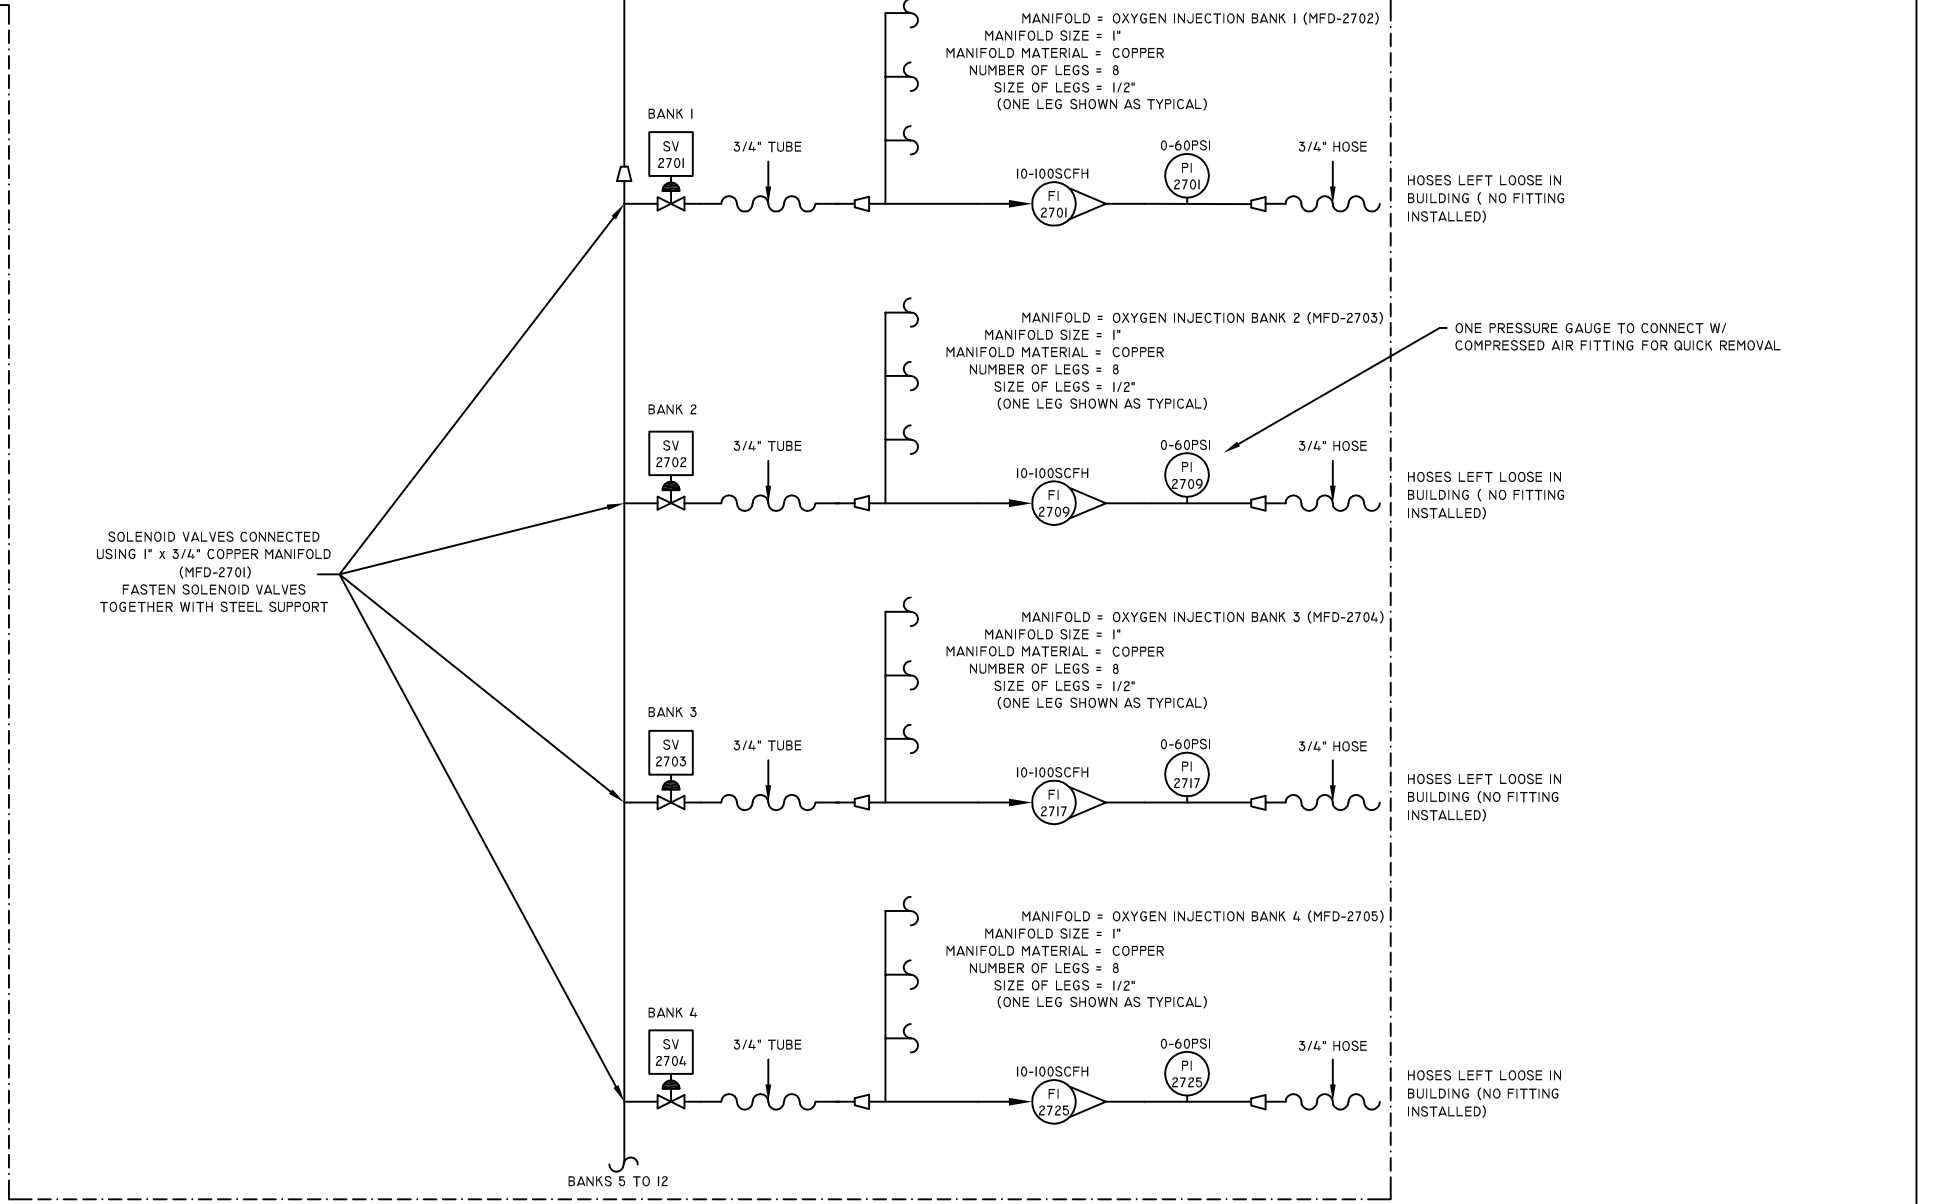 MANIFOLD = OXYGEN INJECTION BANK 1 (MFD-2702)
MANIFOLD SIZE = 1"
MANIFOLD MATERIAL = COPPER
NUMBER OF LEGS = 8
SIZE OF LEGS = 1/2"
(ONE LEG SHOWN AS TYPICAL)
BANK 1
SV
2701
3/4" TUBE
10-100SCFH
FI
2701
0-60PSI
PI
2701
3/4" HOSE
HOSES LEFT LOOSE IN
BUILDING ( NO FITTING
INSTALLED)
MANIFOLD = OXYGEN INJECTION BANK 2 (MFD-2703)
MANIFOLD SIZE = 1"
MANIFOLD MATERIAL = COPPER
NUMBER OF LEGS = 8
SIZE OF LEGS = 1/2"
(ONE LEG SHOWN AS TYPICAL)
ONE PRESSURE GAUGE TO CONNECT W/
COMPRESSED AIR FITTING FOR QUICK REMOVAL
BANK 2
SV
2702
3/4" TUBE
10-100SCFH
FI
2709
0-60PSI
PI
2709
3/4" HOSE
HOSES LEFT LOOSE IN
BUILDING ( NO FITTING
INSTALLED)
SOLENOID VALVES CONNECTED
USING 1" x 3/4" COPPER MANIFOLD
(MFD-2701)
FASTEN SOLENOID VALVES
TOGETHER WITH STEEL SUPPORT
MANIFOLD = OXYGEN INJECTION BANK 3 (MFD-2704)
MANIFOLD SIZE = 1"
MANIFOLD MATERIAL = COPPER
NUMBER OF LEGS = 8
SIZE OF LEGS = 1/2"
(ONE LEG SHOWN AS TYPICAL)
BANK 3
SV
2703
3/4" TUBE
10-100SCFH
FI
2717
0-60PSI
PI
2717
3/4" HOSE
HOSES LEFT LOOSE IN
BUILDING (NO FITTING
INSTALLED)
MANIFOLD = OXYGEN INJECTION BANK 4 (MFD-2705)
MANIFOLD SIZE = 1"
MANIFOLD MATERIAL = COPPER
NUMBER OF LEGS = 8
SIZE OF LEGS = 1/2"
(ONE LEG SHOWN AS TYPICAL)
BANK 4
SV
2704
3/4" TUBE
10-100SCFH
FI
2725
0-60PSI
PI
2725
3/4" HOSE
HOSES LEFT LOOSE IN
BUILDING (NO FITTING
INSTALLED)
BANKS 5 TO 12